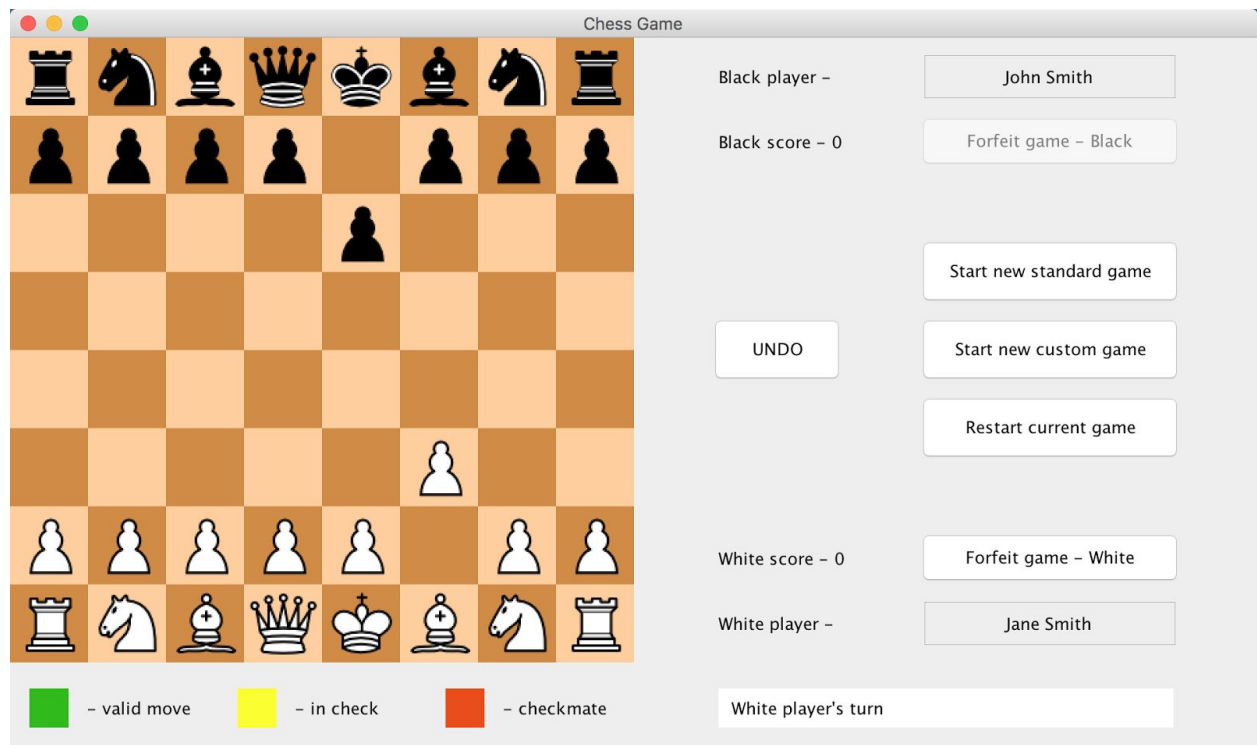 Chess Game
Black player –
John Smith
Black score – 0
Forfeit game – Black
Start new standard game
UNDO
Start new custom game
Restart current game
White score – 0
Forfeit game – White
White player –
Jane Smith
– valid move
– in check
– checkmate
White player's turn